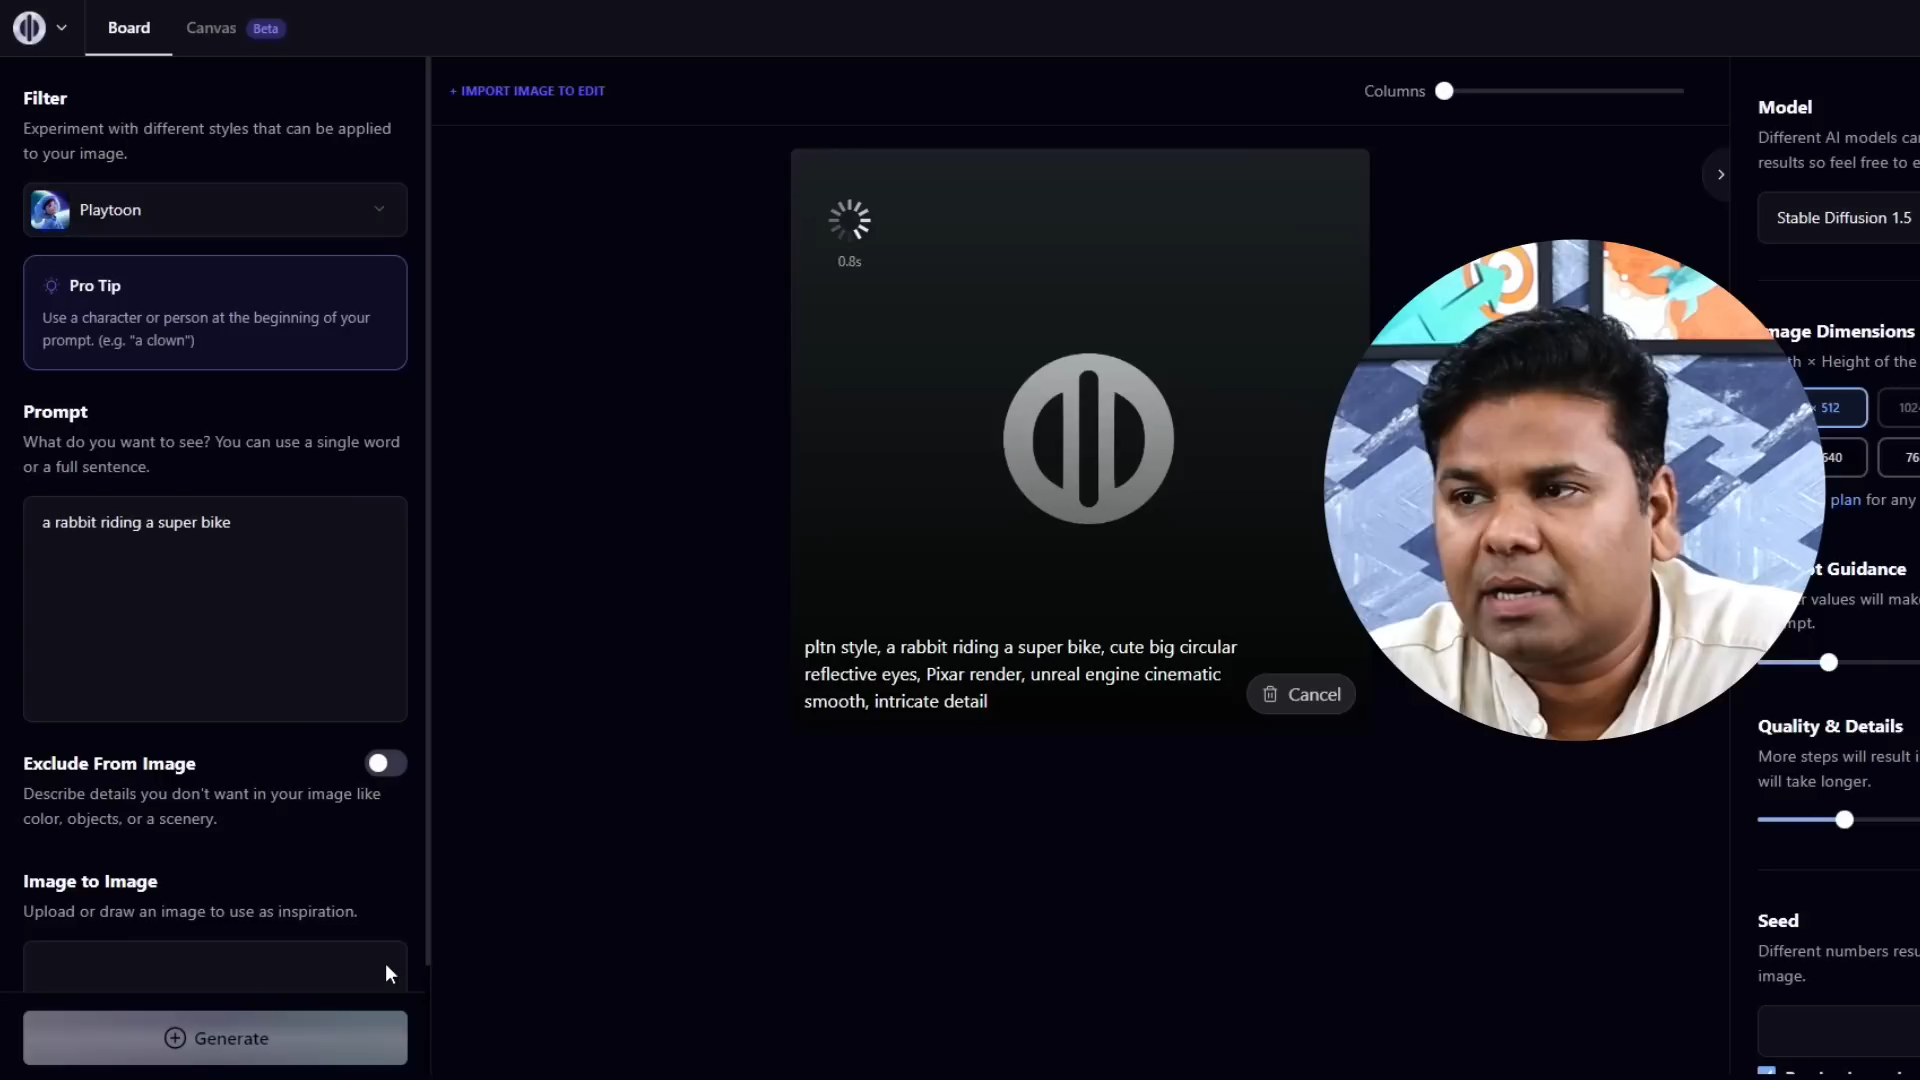 Board
Canvas
Beta
Filter
Experiment with different styles that can be applied
to your image.
Playtoon
Pro Tip
Use a character or person at the beginning of your
prompt. (e.g. "a clown")
Prompt
What do you want to see? You can use a single word
or a full sentence.
a rabbit riding a super bike
Exclude From Image
Describe details you don't want in your image like
color, objects, or a scenery.
Image to Image
Upload or draw an image to use as inspiration.
Generate
+ IMPORT IMAGE TO EDIT
Columns
0.8s
pltn style, a rabbit riding a super bike, cute big circular
reflective eyes, Pixar render, unreal engine cinematic
smooth, intricate detail
Cancel
Model
Different AI models
results so feel free to
Stable Diffusion 1.5
Dimensions
× Height of the
512
640
plan for any
Guidance
values will
Quality & Details
More steps will result
will take longer.
Seed
Different numbers
image.